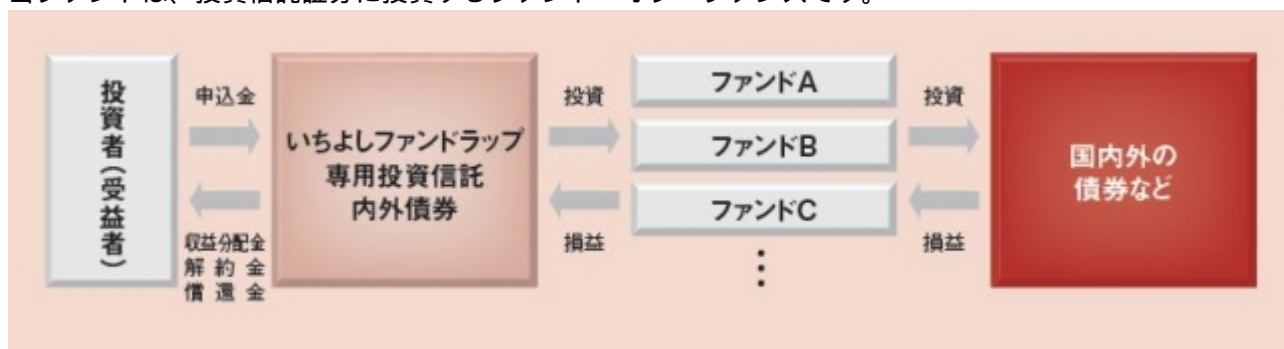 当ファンドは、投資信託証券に投資するファンド・オブ・ファンズです。
投資者(受益者)
申込金
収益分配金
解約金
償還金
いちよしファンドラップ
専用投資信託
内外債券
投資
損益
ファンドA
ファンドB
ファンドC
⋮
投資
損益
国内外の
債券など